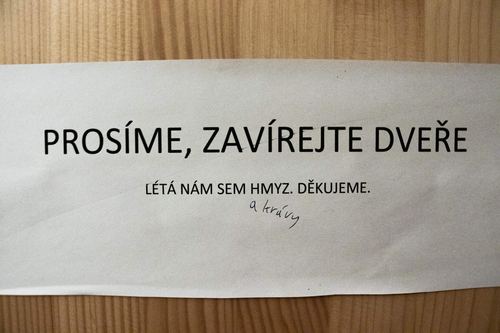 PROSÍME, ZAVÍREJTE DVEŘE
LÉTÁ NÁM SEM HMYZ. DĚKUJEME.
a krávy